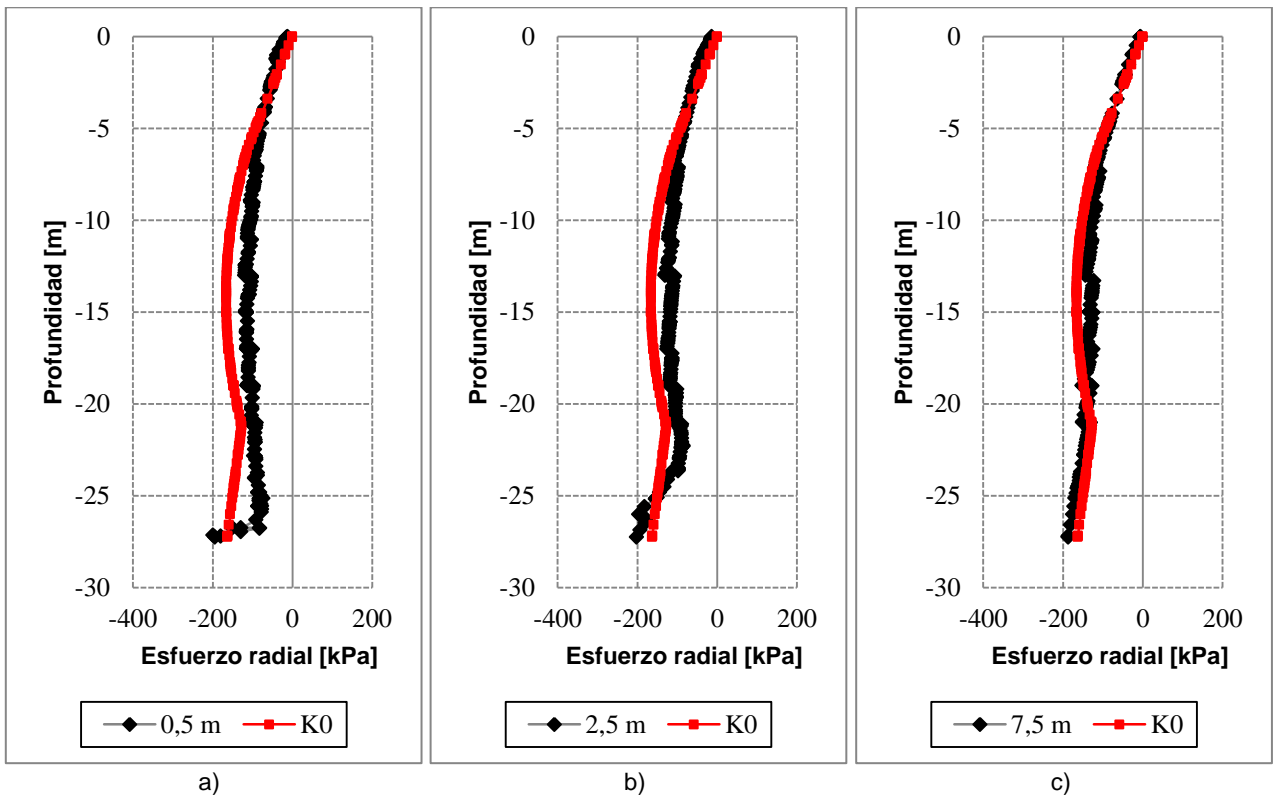 0
-5
-10
-15
-20
-25
-30
-400 -200 0 200
Profundidad [m]
Esfuerzo radial [kPa]
0,5 m K0
a)
0
-5
-10
-15
-20
-25
-30
-400 -200 0 200
Profundidad [m]
Esfuerzo radial [kPa]
2,5 m K0
b)
0
-5
-10
-15
-20
-25
-30
-400 -200 0 200
Profundidad [m]
Esfuerzo radial [kPa]
7,5 m K0
c)